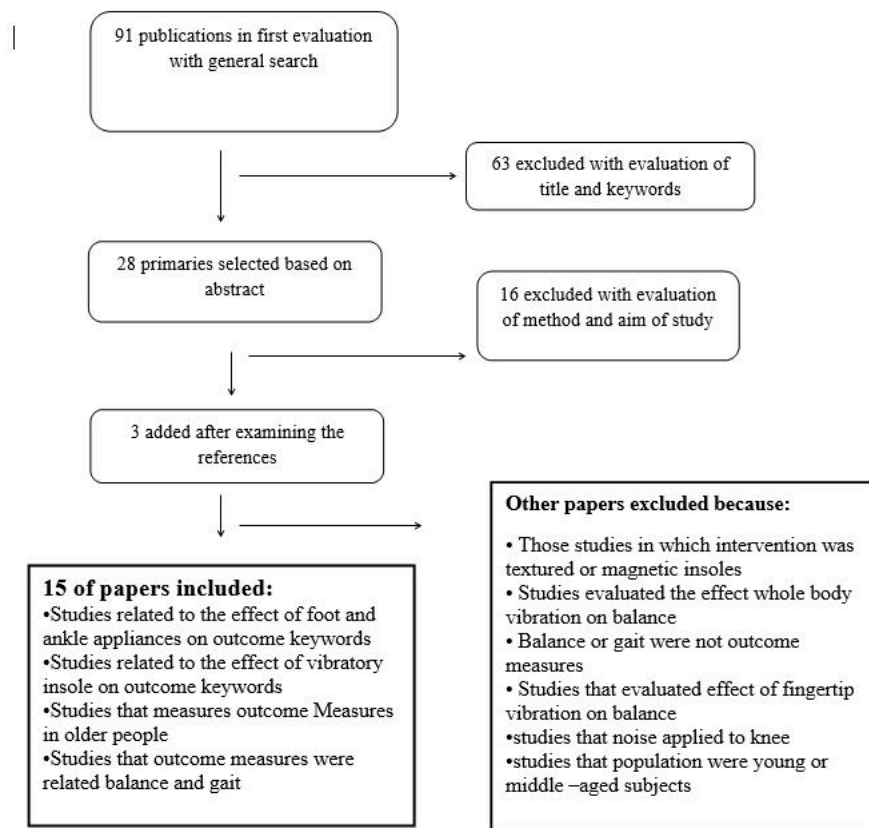 91 publications in first evaluation
with general search
63 excluded with evaluation of
title and keywords
28 primaries selected based on
abstract
16 excluded with evaluation
of method and aim of study
3 added after examining the
references
15 of papers included:
•Studies related to the effect of foot and
ankle appliances on outcome keywords
•Studies related to the effect of vibratory
insole on outcome keywords
•Studies that measures outcome Measures
in older people
•Studies that outcome measures were
related balance and gait
Other papers excluded because:
• Those studies in which intervention was
textured or magnetic insoles
• Studies evaluated the effect whole body
vibration on balance
• Balance or gait were not outcome
measures
• Studies that evaluated effect of fingertip
vibration on balance
•studies that noise applied to knee
•studies that population were young or
middle –aged subjects